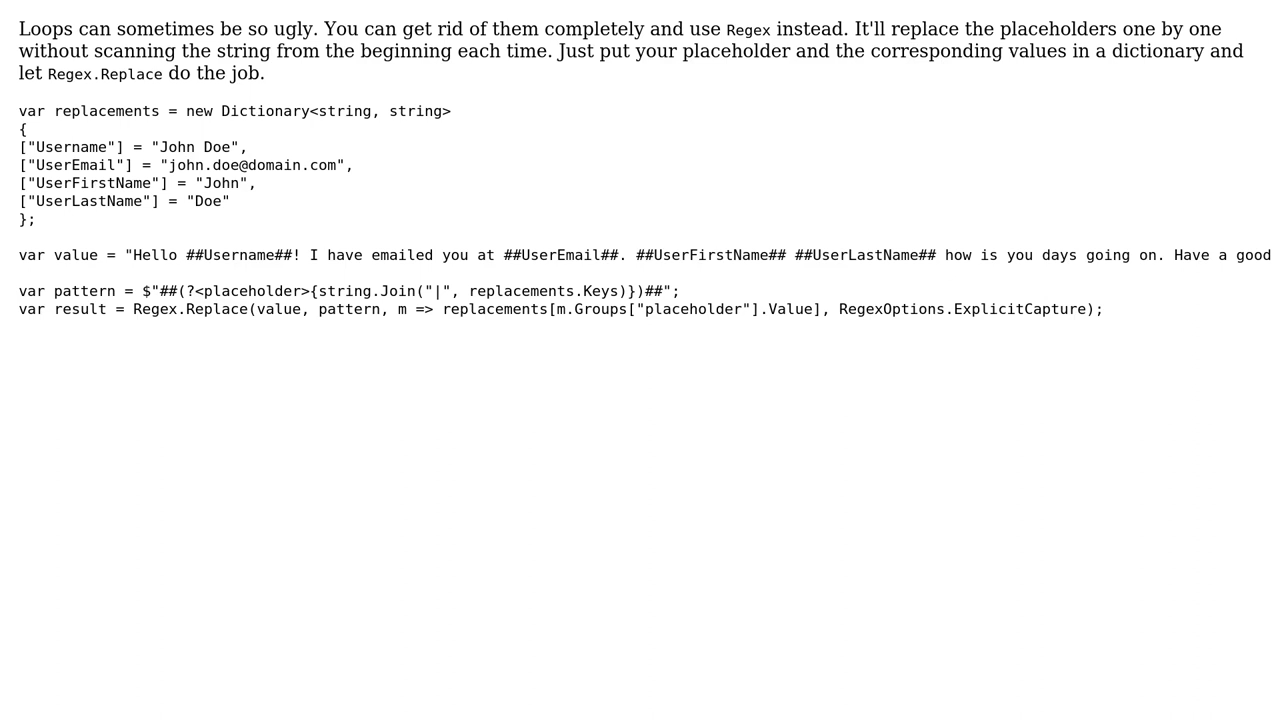 Loops can sometimes be so ugly. You can get rid of them completely and use Regex instead. It'll replace the placeholders one by one
without scanning the string from the beginning each time. Just put your placeholder and the corresponding values in a dictionary and
let Regex.Replace do the job.
var replacements = new Dictionary<string, string>
{
["Username"] = "John Doe",
["UserEmail"] = "john.doe@domain.com",
["UserFirstName"] = "John",
["UserLastName"] = "Doe"
};
var value = "Hello ##Username##! I have emailed you at ##UserEmail##. ##UserFirstName## ##UserLastName## how is you days going on. Have a good
var pattern = $"##(?<placeholder>{string.Join("|", replacements.Keys)})##";
var result = Regex.Replace(value, pattern, m => replacements[m.Groups["placeholder"].Value], RegexOptions.ExplicitCapture);